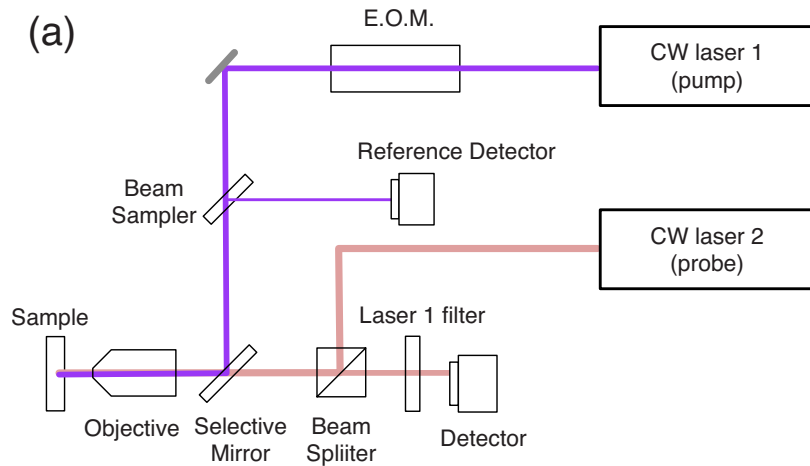 (a)
E.O.M.
CW laser 1
(pump)
Reference Detector
Beam
Sampler
CW laser 2
(probe)
Sample
Laser 1 filter
Objective
Selective
Mirror
Beam
Spliiter
Detector